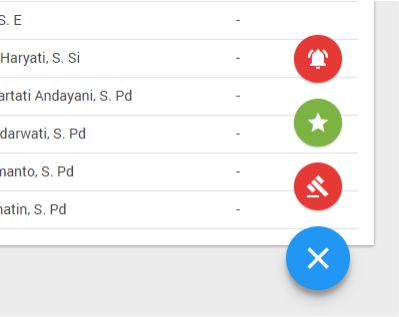 S. E -
Haryati, S. Si -
artati Andayani, S. Pd -
darwati, S. Pd -
manto, S. Pd -
natin, S. Pd -